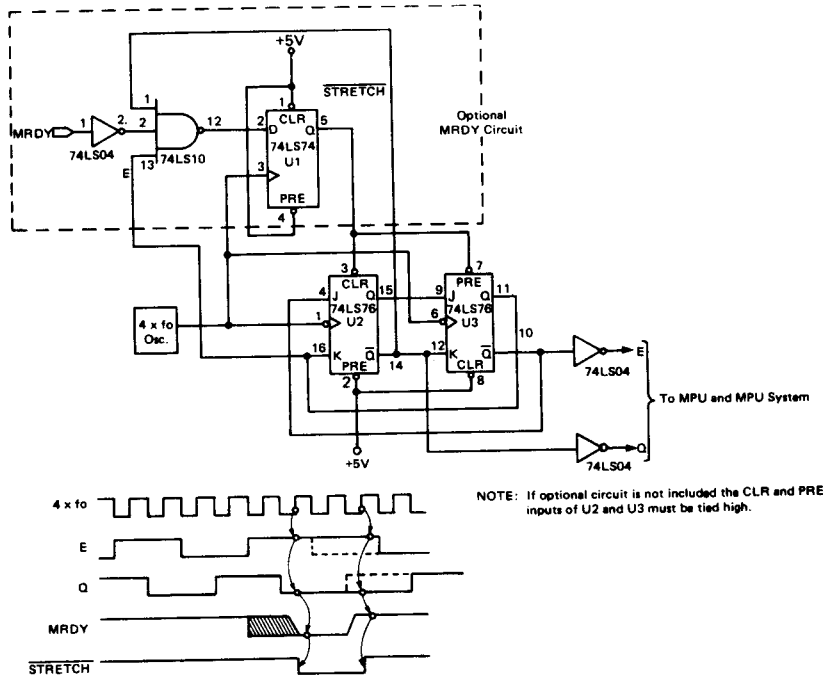 +5V
STRETCH
1
1
MRDY
1
2.
2
12
2
CLR
D
Q
5
74LS74
U1
Optional
MRDY Circuit
74LS04
13
74LS10
3
E
PRE
4
3
7
CLR
PRE
4
J
Q
15
9
J
Q
11
74LS76
74LS76
4 x fo
Osc.
1
U2
6
U3
10
16
K
Q
14
12
K
Q
PRE
CLR
2
8
74LS04
E
To MPU and MPU System
Q
74LS04
+5V
NOTE: If optional circuit is not included the CLR and PRE
inputs of U2 and U3 must be tied high.
4 x fo
E
Q
MRDY
STRETCH